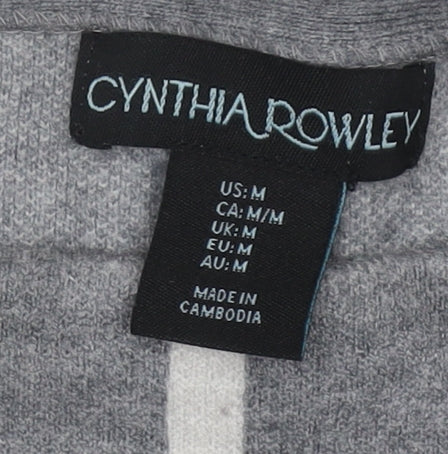 CYNTHIA ROWLEY
US: M
CA: M/M
UK: M
EU: M
AU: M
MADE IN
CAMBODIA